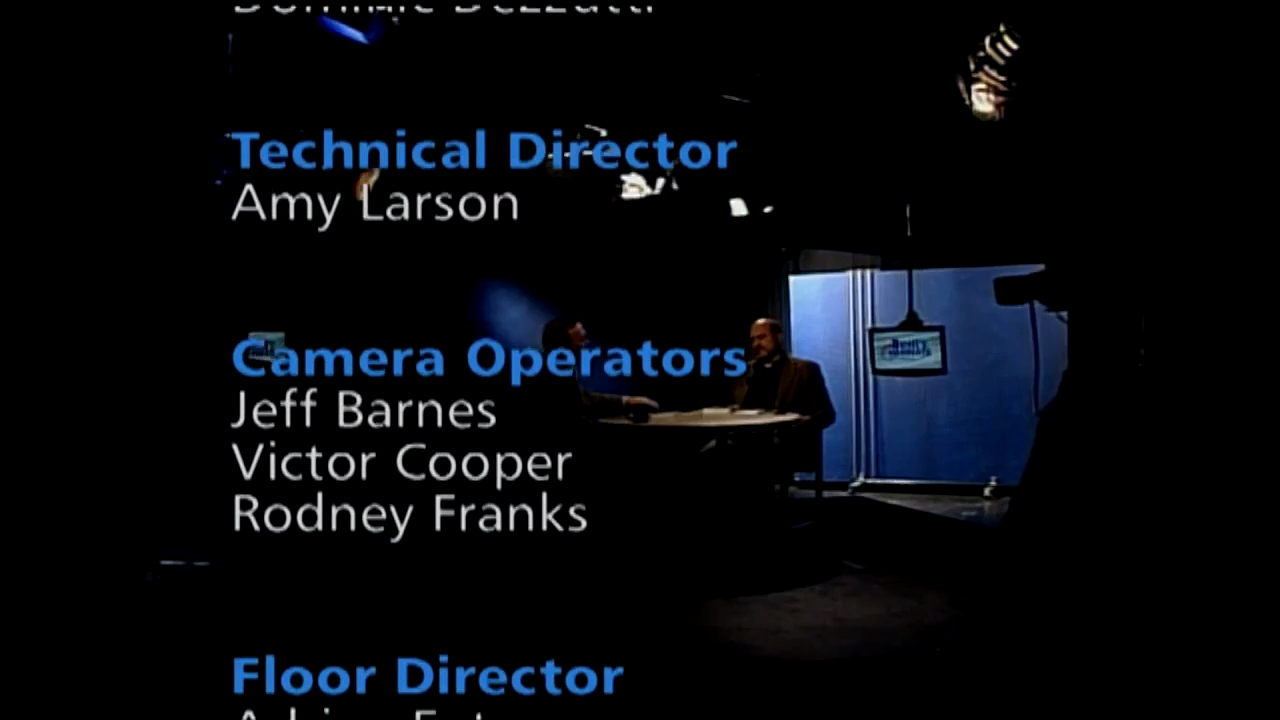 Technical Director
Amy Larson
Camera Operators
Jeff Barnes
Victor Cooper
Rodney Franks
Floor Director